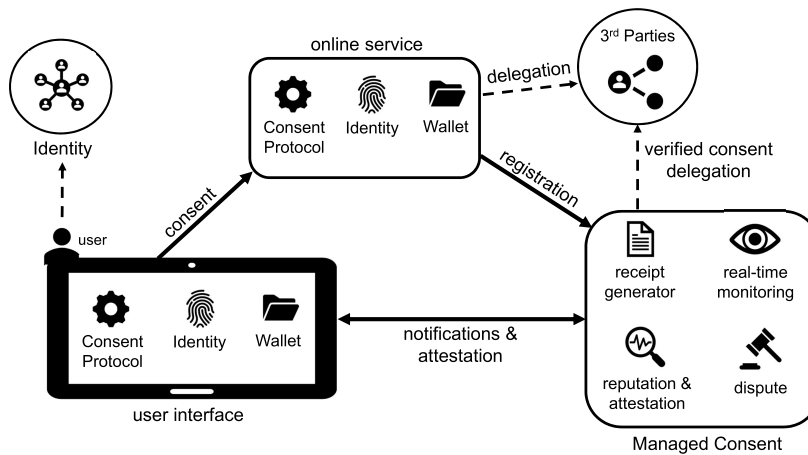 online service
Consent
Protocol
Identity
Wallet
delegation
3rd Parties
Identity
verified consent
delegation
consent
registration
user
Consent
Protocol
Identity
Wallet
user interface
notifications &
attestation
receipt
generator
real-time
monitoring
reputation &
attestation
dispute
Managed Consent